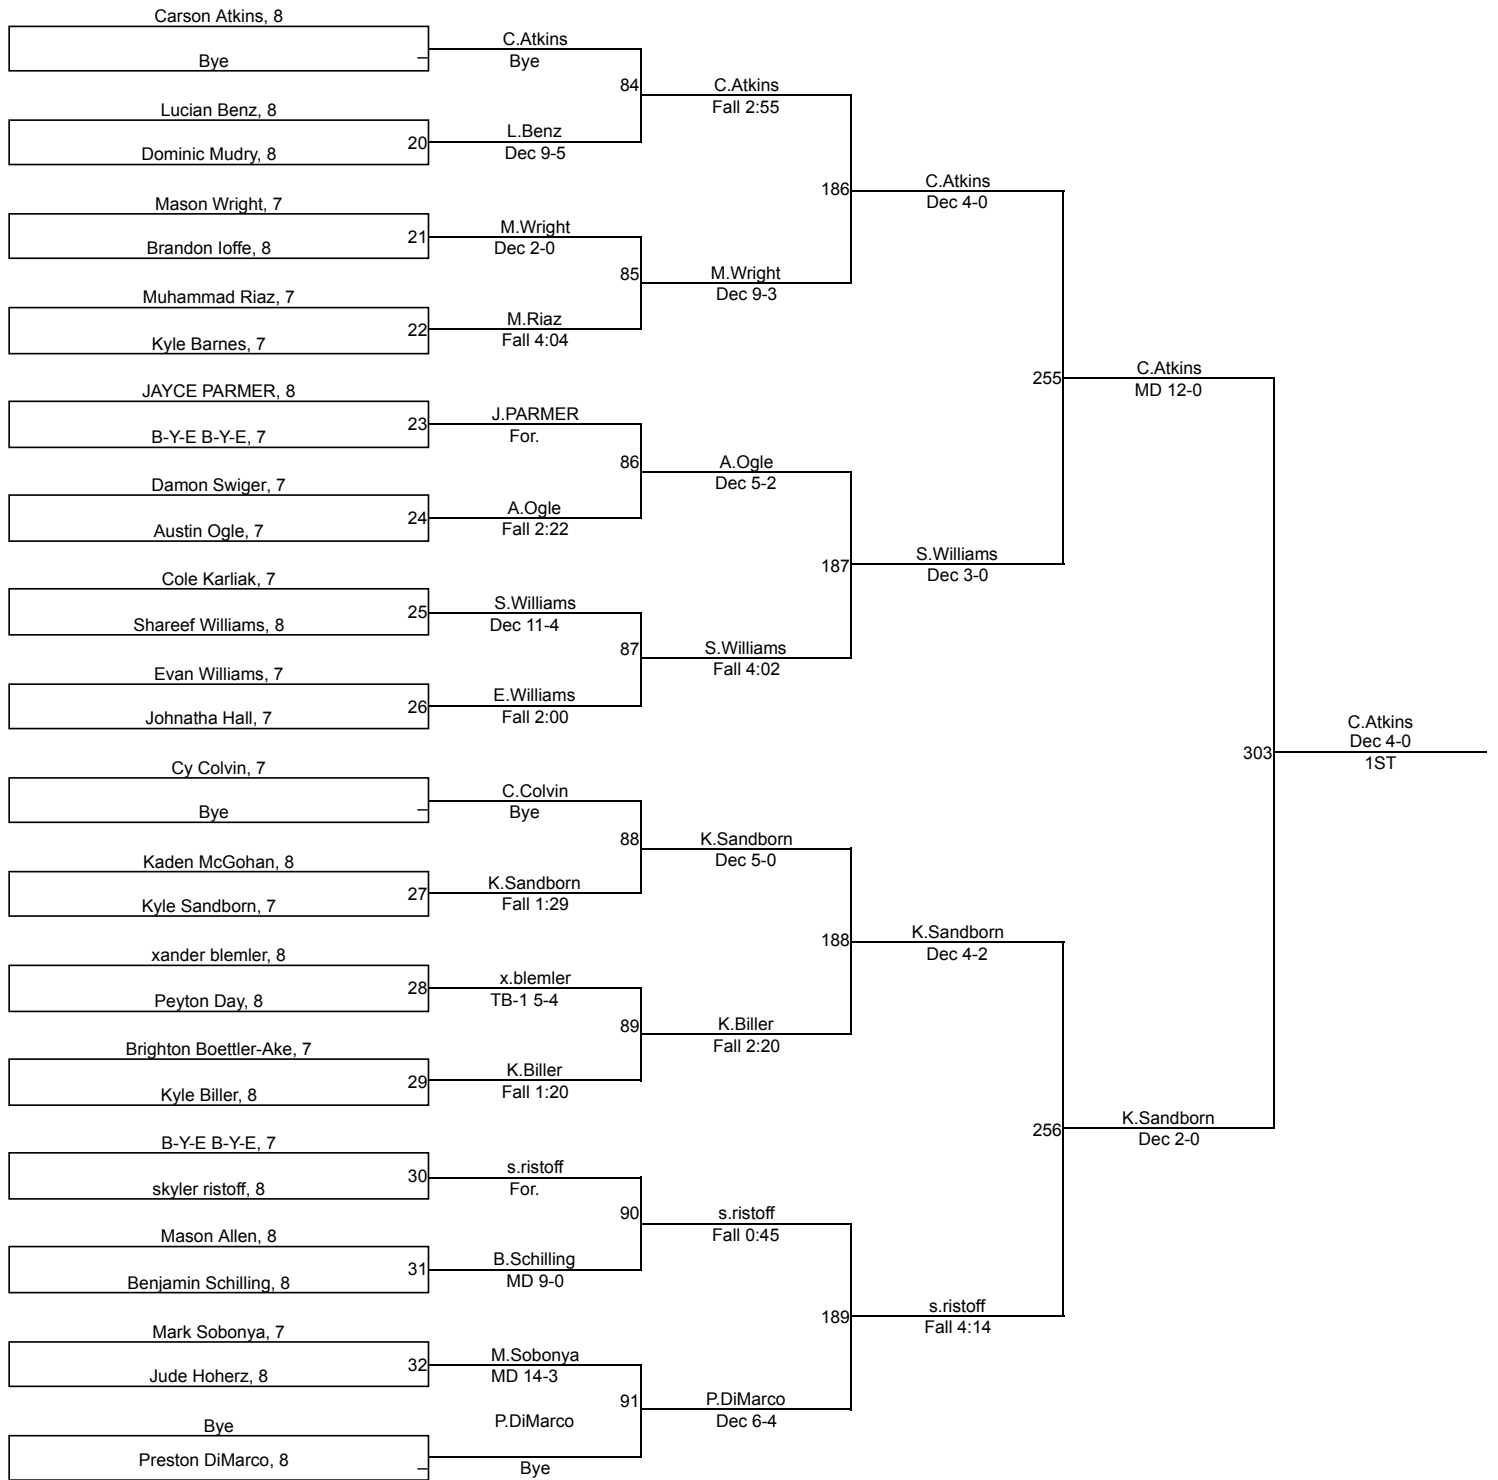 Carson Atkins, 8
Bye
Lucian Benz, 8
20
Dominic Mudry, 8
Mason Wright, 7
21
Brandon Ioffe, 8
Muhammad Riaz, 7
22
Kyle Barnes, 7
JAYCE PARMER, 8
23
B-Y-E B-Y-E, 7
Damon Swiger, 7
24
Austin Ogle, 7
Cole Karliak, 7
25
Shareef Williams, 8
Evan Williams, 7
26
Johnatha Hall, 7
Cy Colvin, 7
Bye
Kaden McGohan, 8
27
Kyle Sandborn, 7
xander blemler, 8
28
Peyton Day, 8
Brighton Boettler-Ake, 7
29
Kyle Biller, 8
B-Y-E B-Y-E, 7
30
skyler ristoff, 8
Mason Allen, 8
31
Benjamin Schilling, 8
Mark Sobonya, 7
32
Jude Hoherz, 8
Bye
Preston DiMarco, 8
C.Atkins
Bye
84
L.Benz
Dec 9-5
M.Wright
Dec 2-0
85
M.Riaz
Fall 4:04
J.PARMER
For.
86
A.Ogle
Fall 2:22
S.Williams
Dec 11-4
87
E.Williams
Fall 2:00
C.Colvin
Bye
88
K.Sandborn
Fall 1:29
x.blemler
TB-1 5-4
89
K.Biller
Fall 1:20
s.ristoff
For.
90
B.Schilling
MD 9-0
M.Sobonya
MD 14-3
91
P.DiMarco
Bye
C.Atkins
Fall 2:55
186
M.Wright
Dec 9-3
A.Ogle
Dec 5-2
187
S.Williams
Fall 4:02
K.Sandborn
Dec 5-0
188
K.Biller
Fall 2:20
s.ristoff
Fall 0:45
189
P.DiMarco
Dec 6-4
C.Atkins
Dec 4-0
255
S.Williams
Dec 3-0
K.Sandborn
Dec 4-2
256
s.ristoff
Fall 4:14
C.Atkins
MD 12-0
303
K.Sandborn
Dec 2-0
C.Atkins
Dec 4-0
1ST